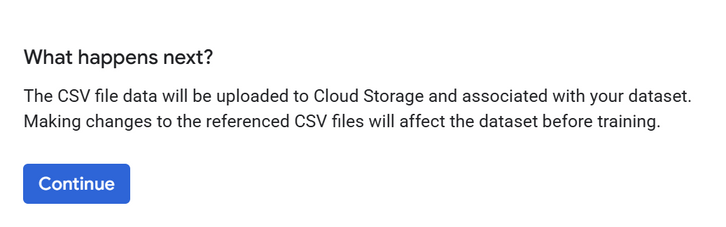 What happens next?
The CSV file data will be uploaded to Cloud Storage and associated with your dataset.
Making changes to the referenced CSV files will affect the dataset before training.
Continue